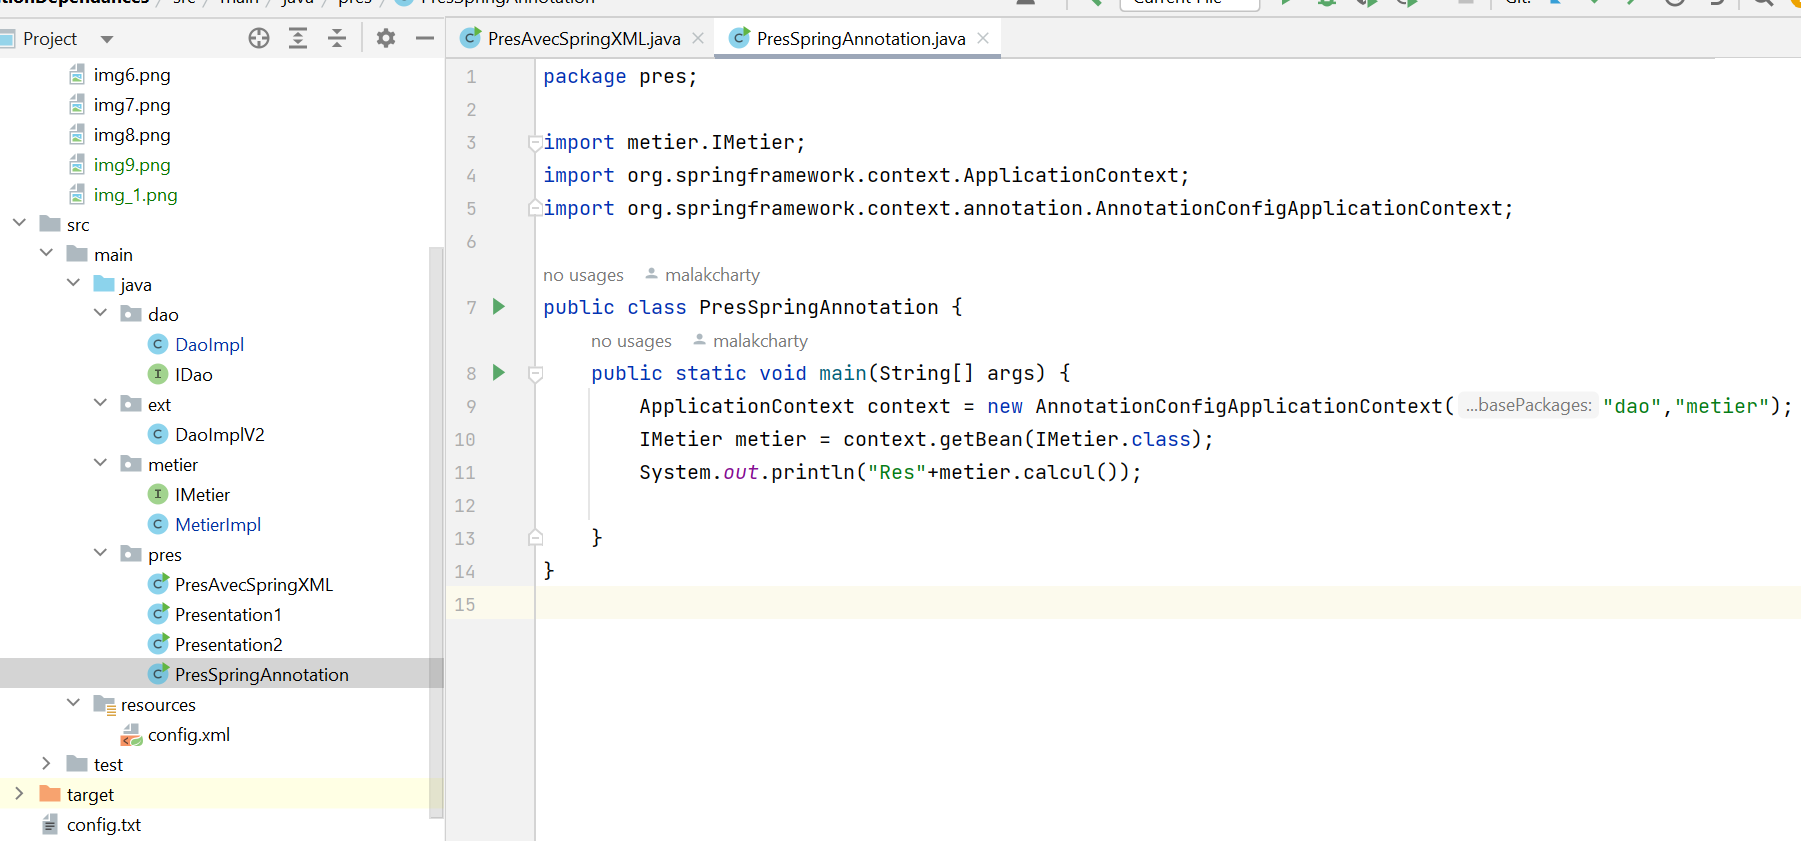 src main java pres PresSpringAnnotation
Current File Git:
Project
PresAvecSpringXML.java PresSpringAnnotation.java
img6.png
img7.png
img8.png
img9.png
img_1.png
src
main
java
dao
DaoImpl
IDao
ext
DaoImplV2
metier
IMetier
MetierImpl
pres
PresAvecSpringXML
Presentation1
Presentation2
PresSpringAnnotation
resources
config.xml
test
target
config.txt
1 package pres;
2
3 import metier.IMetier;
4 import org.springframework.context.ApplicationContext;
5 import org.springframework.context.annotation.AnnotationConfigApplicationContext;
6
no usages malakcharty
7 public class PresSpringAnnotation {
no usages malakcharty
8 public static void main(String[] args) {
9 ApplicationContext context = new AnnotationConfigApplicationContext( ...basePackages: "dao","metier");
10 IMetier metier = context.getBean(IMetier.class);
11 System.out.println("Res"+metier.calcul());
12
13 }
14 }
15